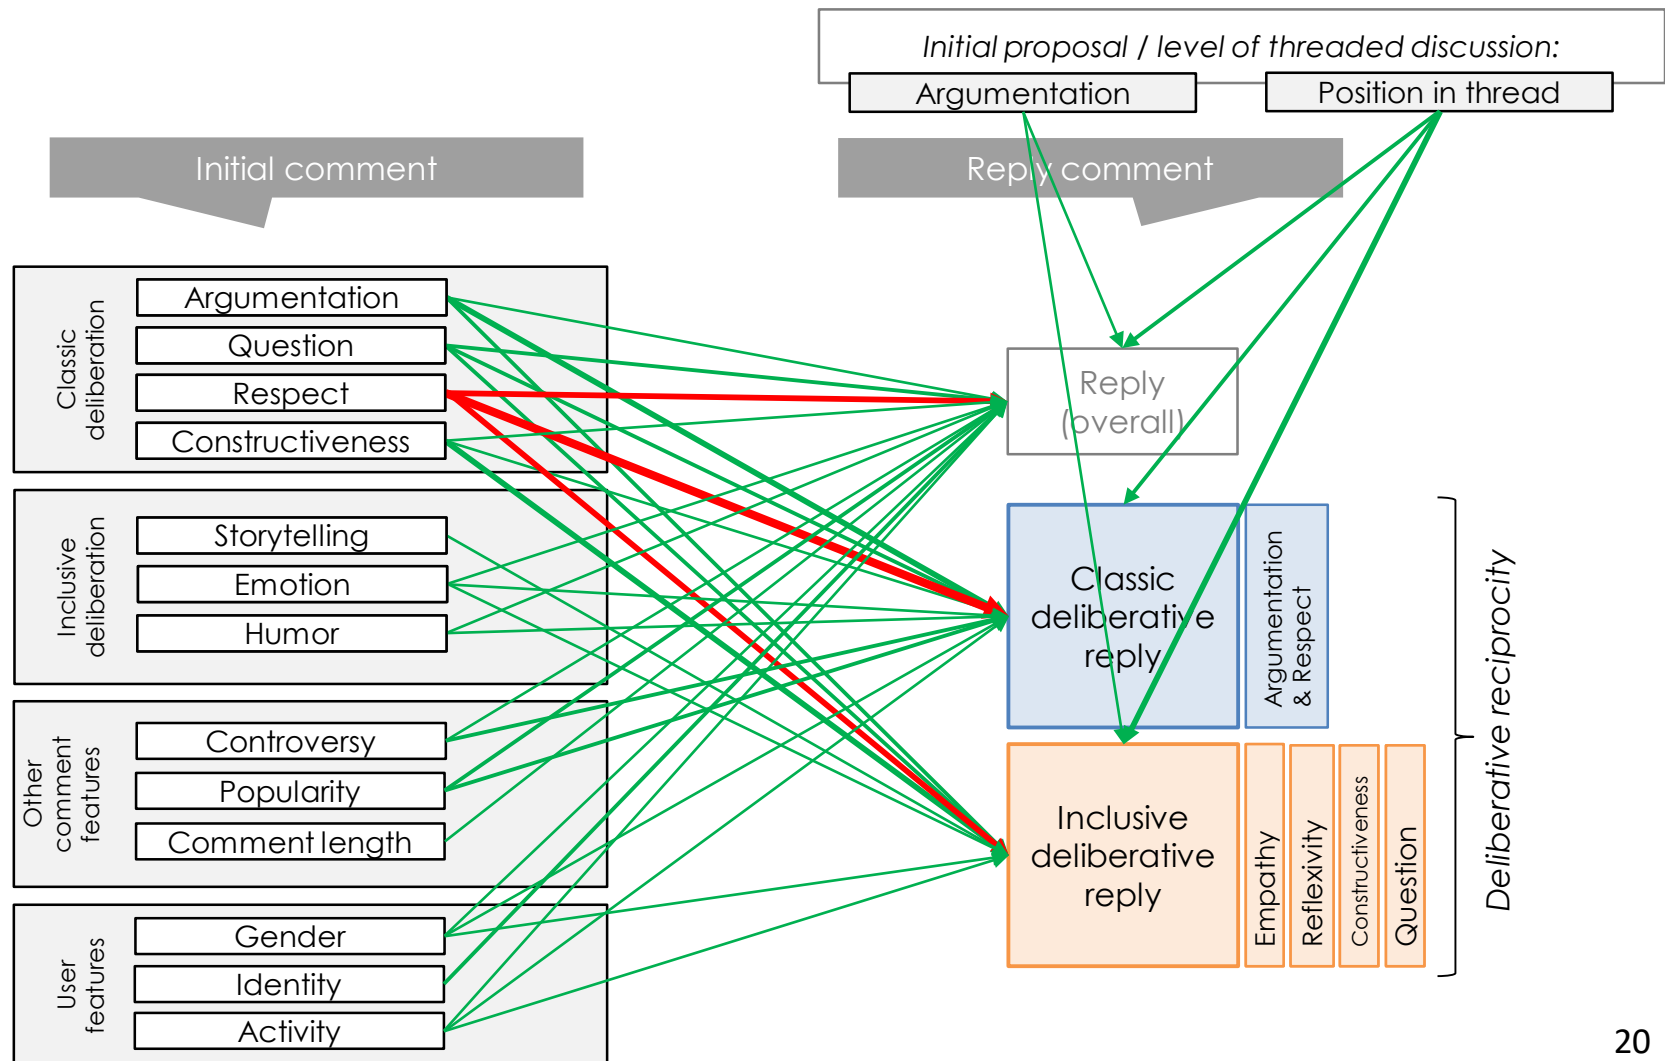 Initial proposal / level of threaded discussion:
Argumentation
Position in thread
Initial comment
Reply comment
Classic
deliberation
Argumentation
Question
Respect
Constructiveness
Inclusive
deliberation
Storytelling
Emotion
Humor
Other
comment
features
Controversy
Popularity
Comment length
User
features
Gender
Identity
Activity
Reply
(overall)
Classic
deliberative
reply
Argumentation
& Respect
Inclusive
deliberative
reply
Empathy
Reflexivity
Constructiveness
Question
Deliberative reciprocity
20